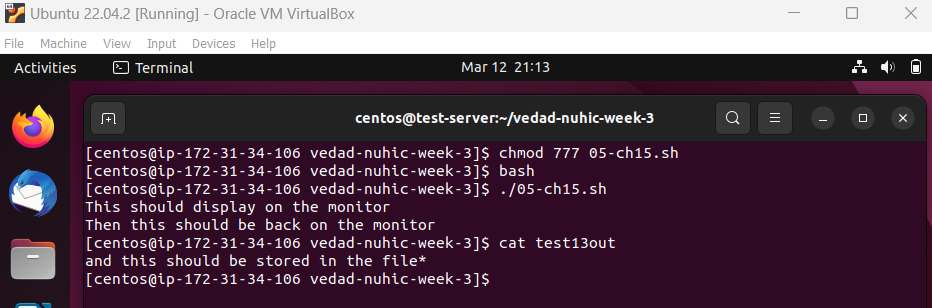 Ubuntu 22.04.2 [Running] - Oracle VM VirtualBox
File Machine View Input Devices Help
Activities Terminal Mar 12 21:13
centos@test-server:~/vedad-nuhic-week-3
[centos@ip-172-31-34-106 vedad-nuhic-week-3]$ chmod 777 05-ch15.sh
[centos@ip-172-31-34-106 vedad-nuhic-week-3]$ bash
[centos@ip-172-31-34-106 vedad-nuhic-week-3]$ ./05-ch15.sh
This should display on the monitor
Then this should be back on the monitor
[centos@ip-172-31-34-106 vedad-nuhic-week-3]$ cat test13out
and this should be stored in the file*
[centos@ip-172-31-34-106 vedad-nuhic-week-3]$